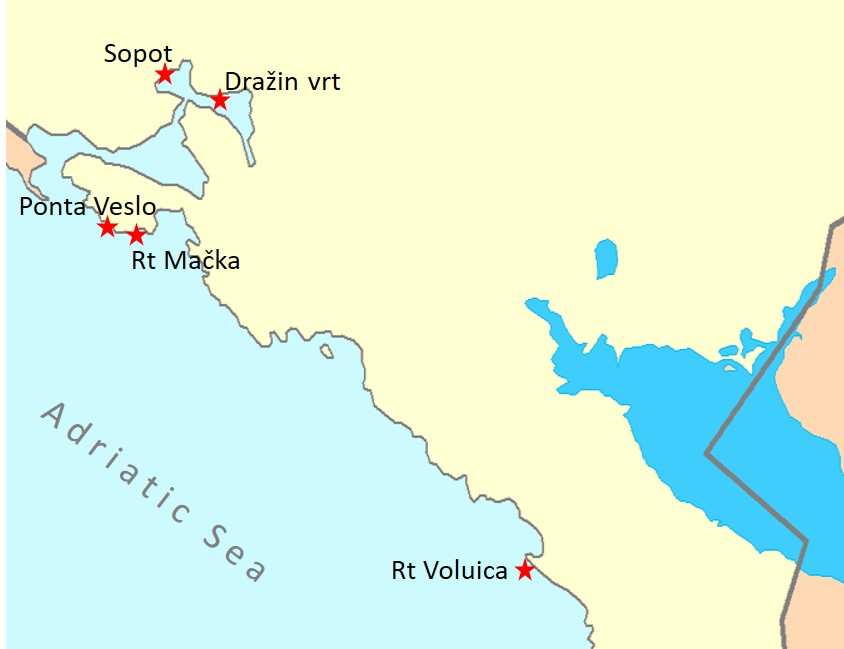 Sopot
Dražin vrt
Ponta Veslo
Rt Mačka
Adriatic Sea
Rt Voluica